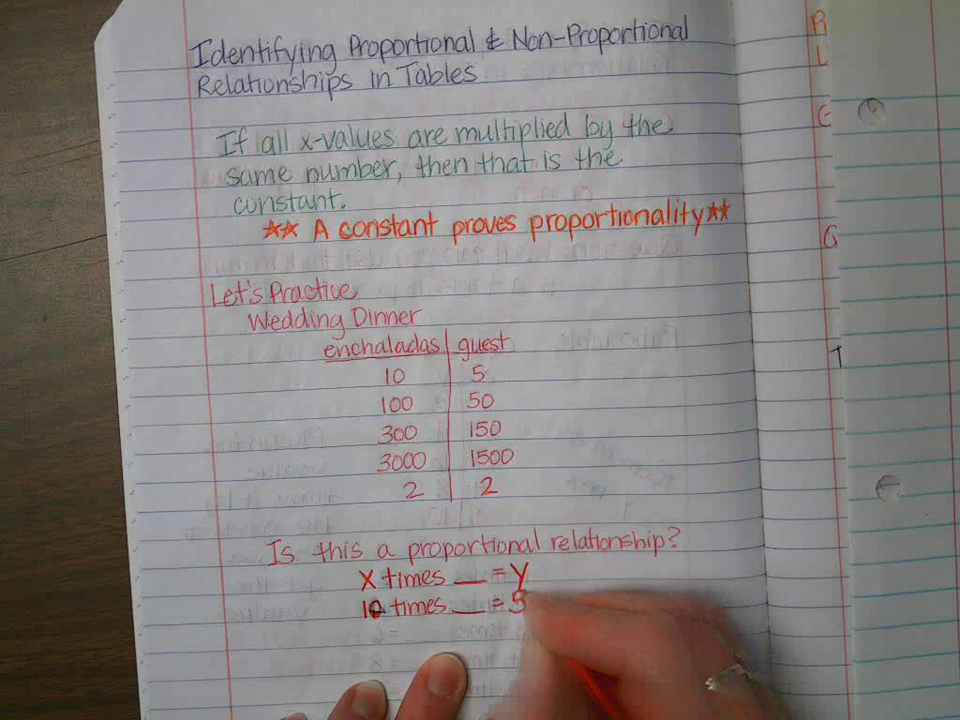 Identifying Proportional & Non-Proportional
Relationships in Tables
If all x-values are multiplied by the
same number, then that is the
constant.
** A constant proves proportionality**
Let's Practice
Wedding Dinner
enchaladas guest
10 5
100 50
300 150
3000 1500
2 2
Is this a proportional relationship?
x times __ = y
10 times __ = 5
R
L
G
T